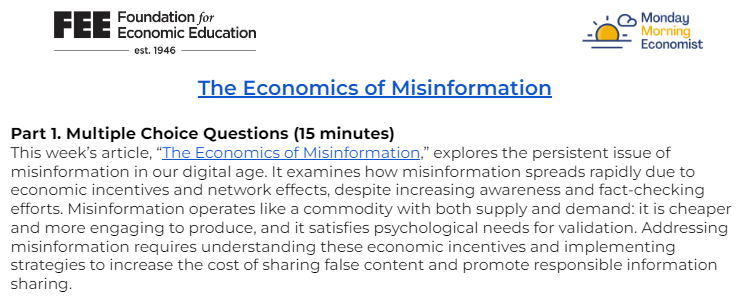 FEE Foundation for
Economic Education
est. 1946
Monday
Morning
Economist
The Economics of Misinformation
Part 1. Multiple Choice Questions (15 minutes)
This week’s article, “The Economics of Misinformation,” explores the persistent issue of
misinformation in our digital age. It examines how misinformation spreads rapidly due to
economic incentives and network effects, despite increasing awareness and fact-checking
efforts. Misinformation operates like a commodity with both supply and demand: it is cheaper
and more engaging to produce, and it satisfies psychological needs for validation. Addressing
misinformation requires understanding these economic incentives and implementing
strategies to increase the cost of sharing false content and promote responsible information
sharing.